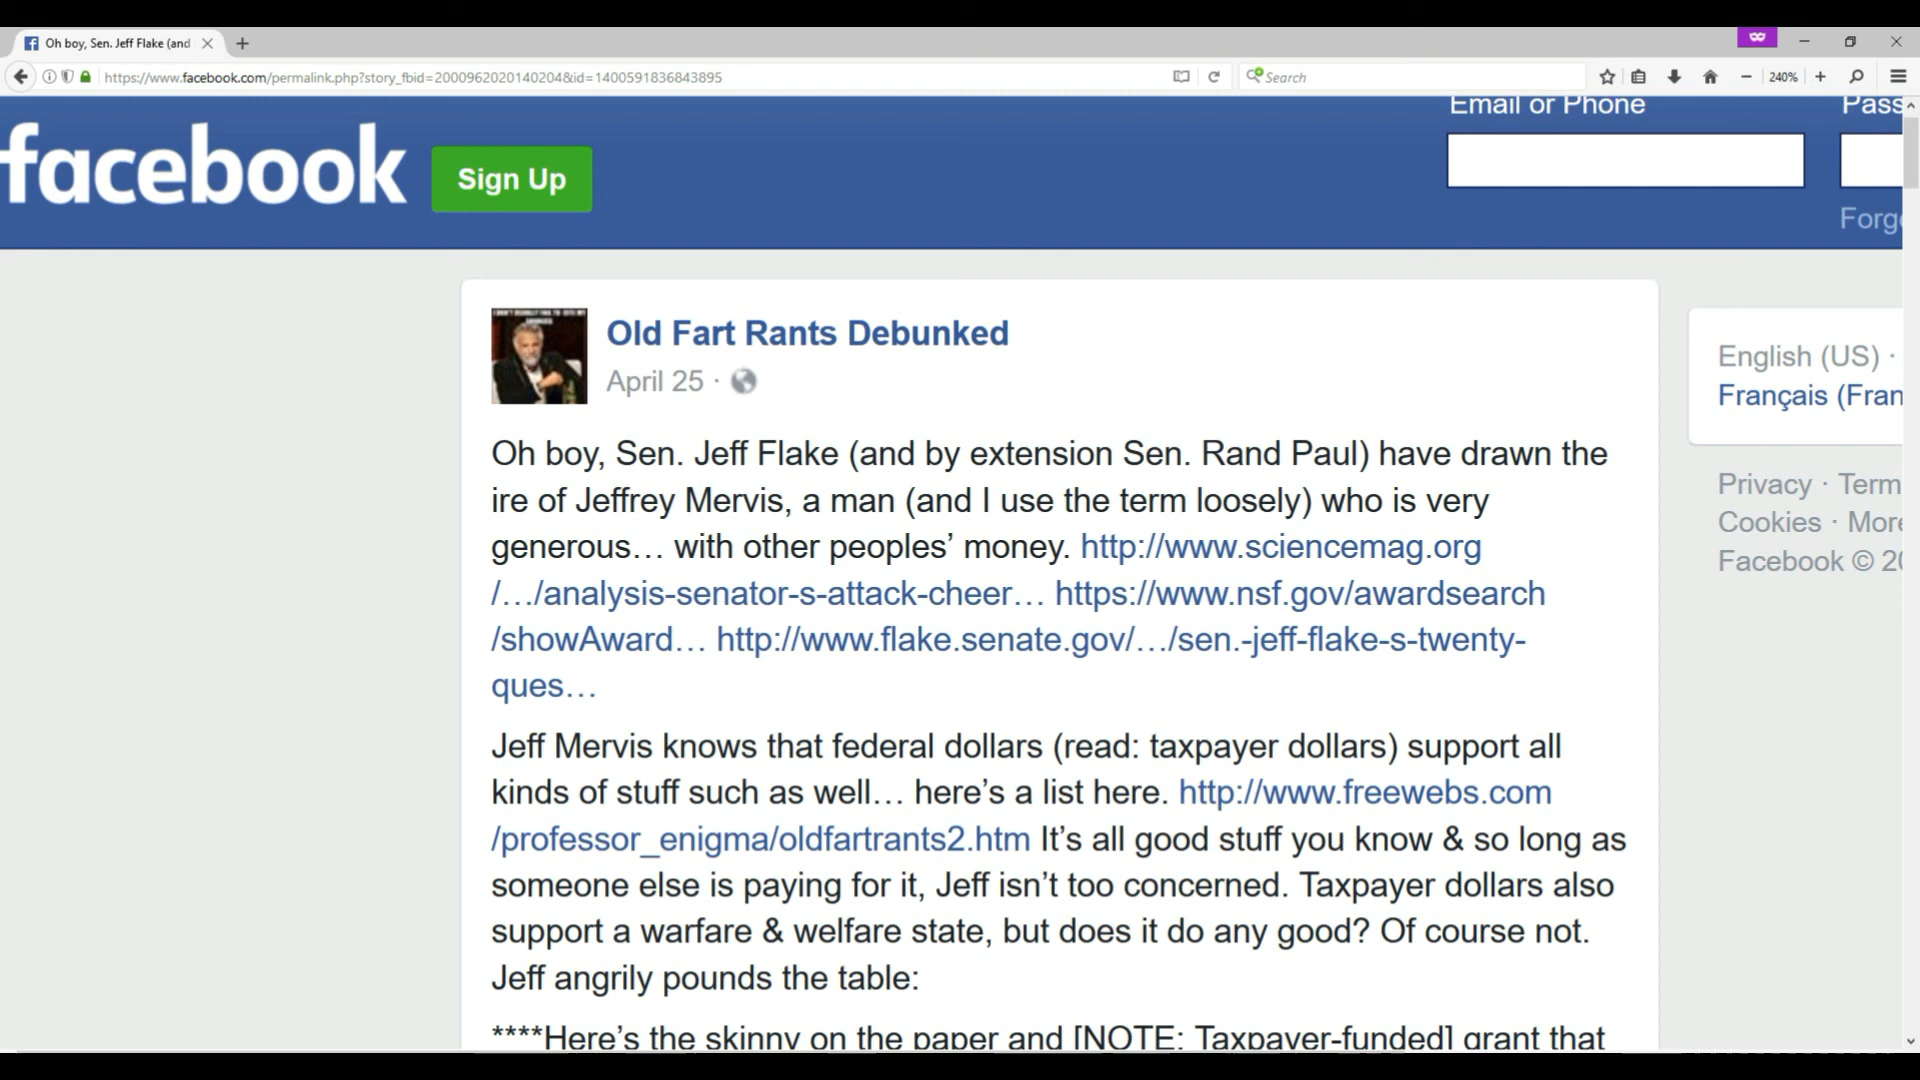 Oh boy, Sen. Jeff Flake (and
https://www.facebook.com/permalink.php?story_fbid=2000962020140204&id=1400591836843895
Search
240%
facebook
Sign Up
Email or Phone
Pass
Forg
Old Fart Rants Debunked
April 25 ·
Oh boy, Sen. Jeff Flake (and by extension Sen. Rand Paul) have drawn the
ire of Jeffrey Mervis, a man (and I use the term loosely) who is very
generous… with other peoples’ money. http://www.sciencemag.org
/…/analysis-senator-s-attack-cheer… https://www.nsf.gov/awardsearch
/showAward… http://www.flake.senate.gov/…/sen.-jeff-flake-s-twenty-
ques…
Jeff Mervis knows that federal dollars (read: taxpayer dollars) support all
kinds of stuff such as well… here’s a list here. http://www.freewebs.com
/professor_enigma/oldfartrants2.htm It’s all good stuff you know & so long as
someone else is paying for it, Jeff isn’t too concerned. Taxpayer dollars also
support a warfare & welfare state, but does it do any good? Of course not.
Jeff angrily pounds the table:
****Here’s the skinny on the paper and [NOTE: Taxpayer-funded] grant that
English (US) ·
Français (Fran
Privacy · Term
Cookies · More
Facebook © 20